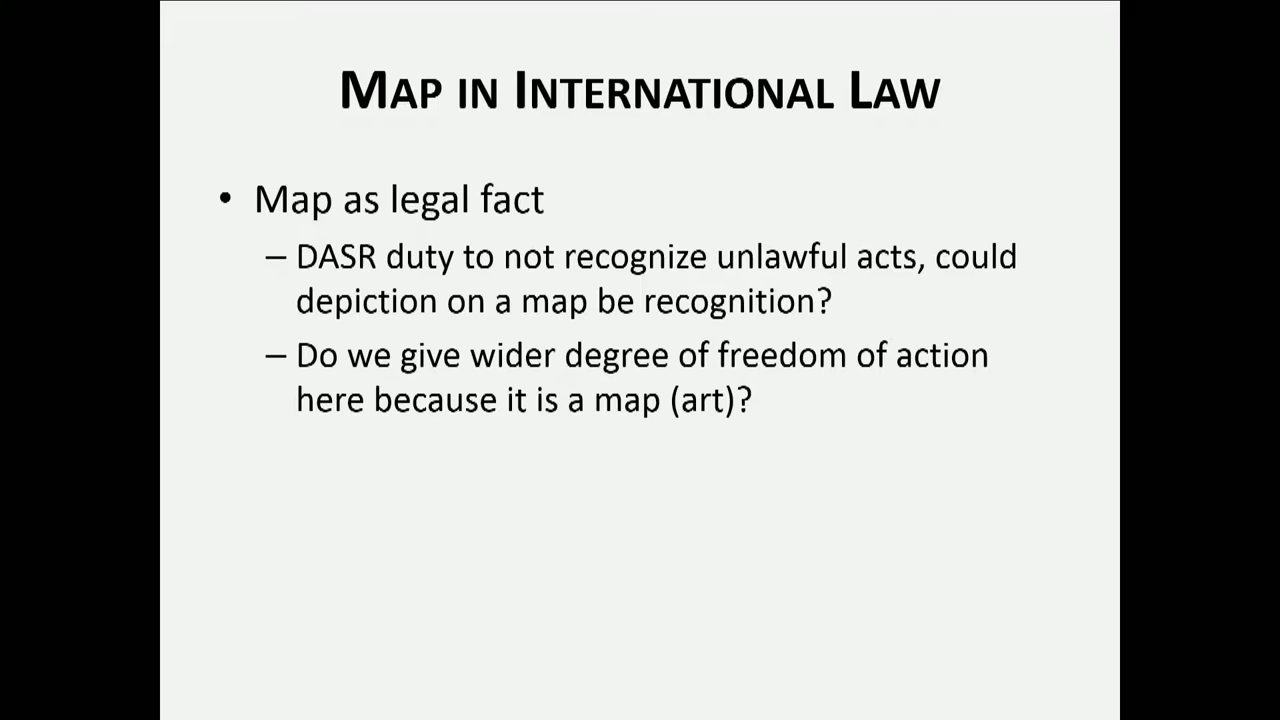 MAP IN INTERNATIONAL LAW
• Map as legal fact
– DASR duty to not recognize unlawful acts, could
depiction on a map be recognition?
– Do we give wider degree of freedom of action
here because it is a map (art)?